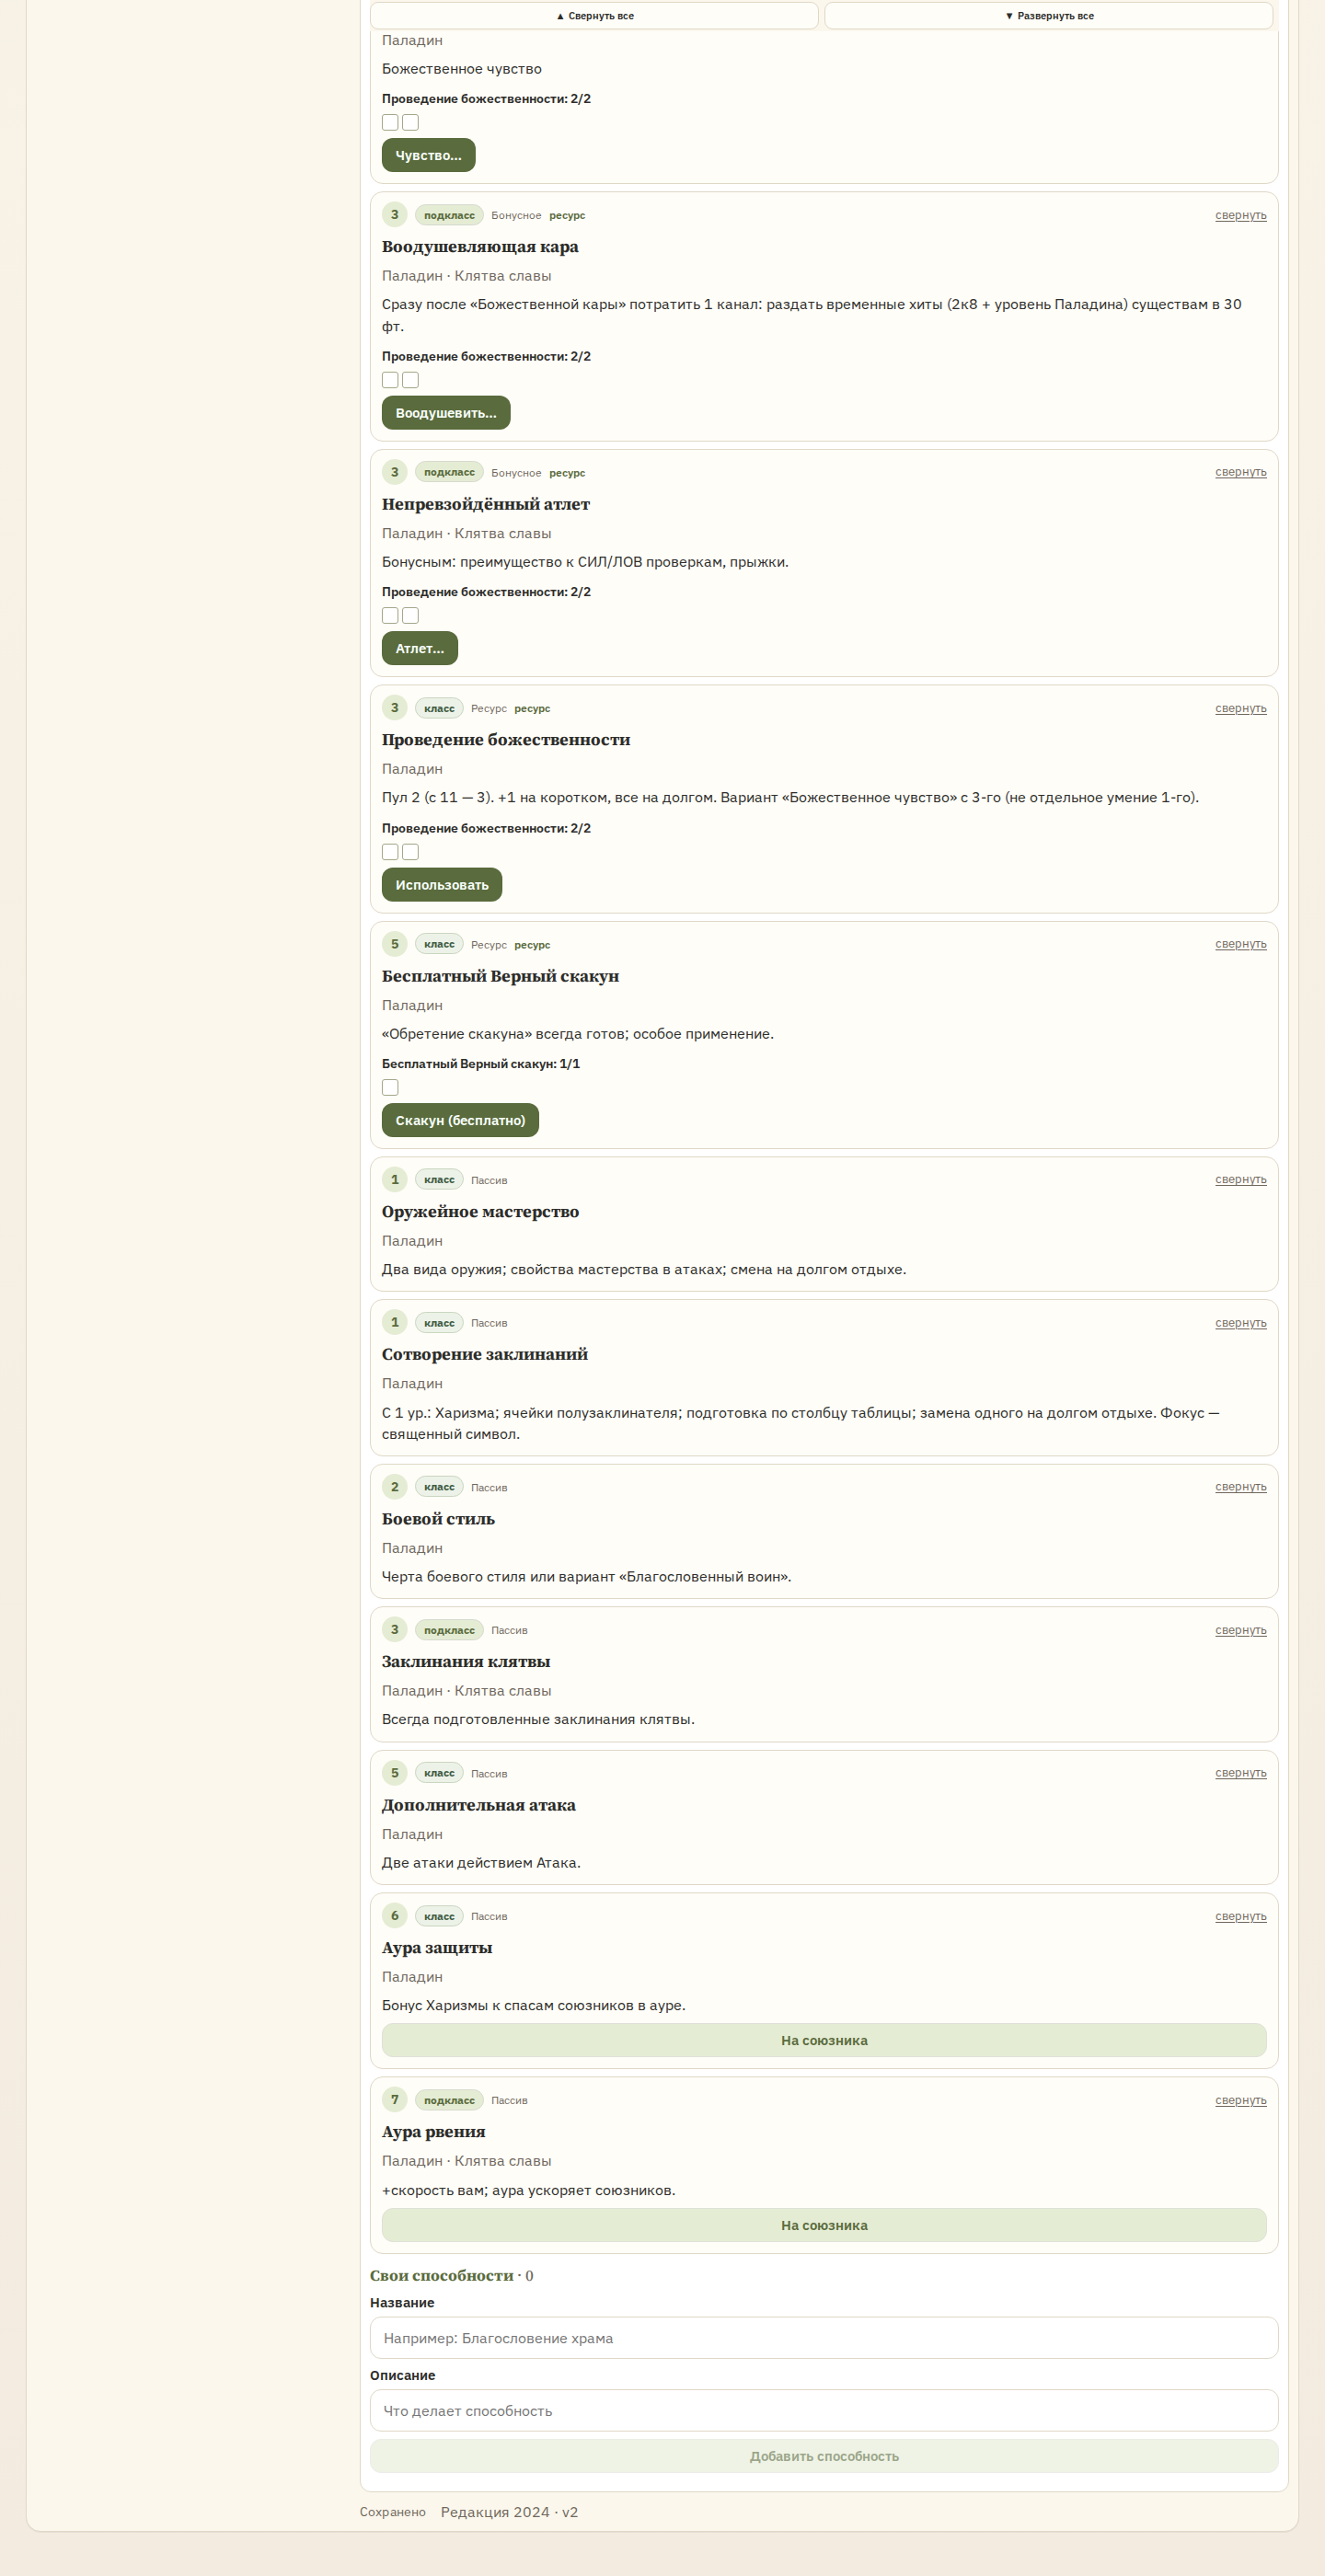 ▲ Свернуть все
▼ Развернуть все
Паладин
Божественное чувство
Проведение божественности: 2/2
Чувство...
3 подкласс Бонусное ресурс свернуть
Воодушевляющая кара
Паладин · Клятва славы
Сразу после «Божественной кары» потратить 1 канал: раздать временные хиты (2к8 + уровень Паладина) существам в 30
фт.
Проведение божественности: 2/2
Воодушевить...
3 подкласс Бонусное ресурс свернуть
Непревзойдённый атлет
Паладин · Клятва славы
Бонусным: преимущество к СИЛ/ЛОВ проверкам, прыжки.
Проведение божественности: 2/2
Атлет...
3 класс Ресурс ресурс свернуть
Проведение божественности
Паладин
Пул 2 (с 11 — 3). +1 на коротком, все на долгом. Вариант «Божественное чувство» с 3-го (не отдельное умение 1-го).
Проведение божественности: 2/2
Использовать
5 класс Ресурс ресурс свернуть
Бесплатный Верный скакун
Паладин
«Обретение скакуна» всегда готов; особое применение.
Бесплатный Верный скакун: 1/1
Скакун (бесплатно)
1 класс Пассив свернуть
Оружейное мастерство
Паладин
Два вида оружия; свойства мастерства в атаках; смена на долгом отдыхе.
1 класс Пассив свернуть
Сотворение заклинаний
Паладин
С 1 ур.: Харизма; ячейки полузаклинателя; подготовка по столбцу таблицы; замена одного на долгом отдыхе. Фокус —
священный символ.
2 класс Пассив свернуть
Боевой стиль
Паладин
Черта боевого стиля или вариант «Благословенный воин».
3 подкласс Пассив свернуть
Заклинания клятвы
Паладин · Клятва славы
Всегда подготовленные заклинания клятвы.
5 класс Пассив свернуть
Дополнительная атака
Паладин
Две атаки действием Атака.
6 класс Пассив свернуть
Аура защиты
Паладин
Бонус Харизмы к спасам союзников в ауре.
На союзника
7 подкласс Пассив свернуть
Аура рвения
Паладин · Клятва славы
+скорость вам; аура ускоряет союзников.
На союзника
Свои способности · 0
Название
Например: Благословение храма
Описание
Что делает способность
Добавить способность
Сохранено Редакция 2024 · v2